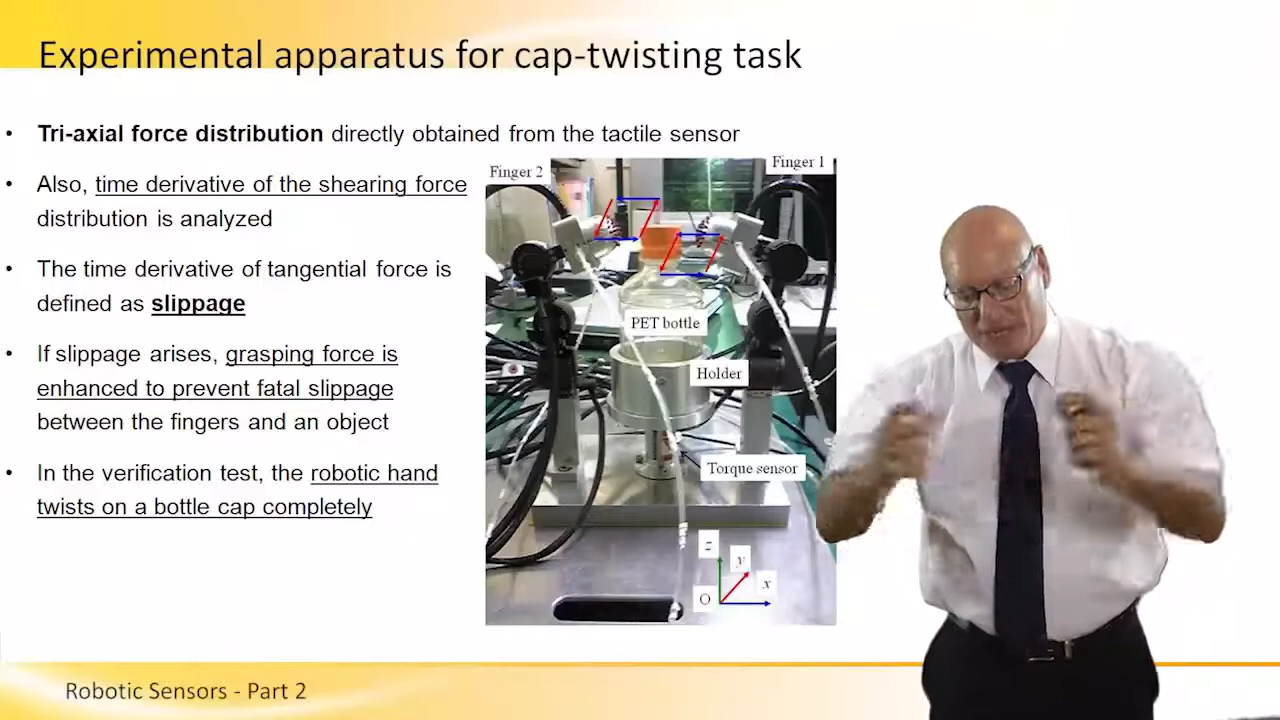 Experimental apparatus for cap-twisting task
• Tri-axial force distribution directly obtained from the tactile sensor
• Also, time derivative of the shearing force
distribution is analyzed
• The time derivative of tangential force is
defined as slippage
• If slippage arises, grasping force is
enhanced to prevent fatal slippage
between the fingers and an object
• In the verification test, the robotic hand
twists on a bottle cap completely
Finger 2
Finger 1
PET bottle
Holder
Torque sensor
z
y
x
O
Robotic Sensors - Part 2